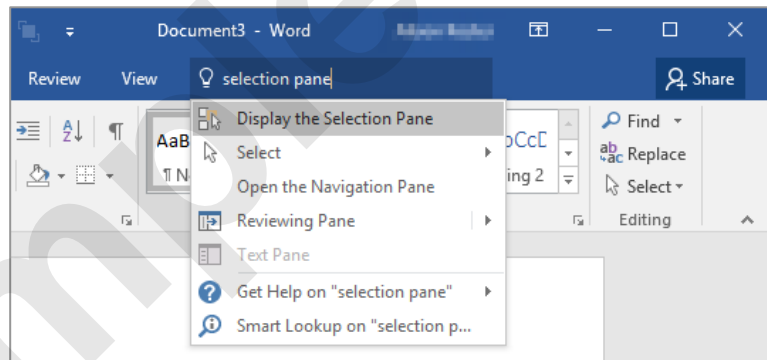 Document3 - Word
Review View selection pane Share
AaB
¶ N
Display the Selection Pane
Select
Open the Navigation Pane
Reviewing Pane
Text Pane
Get Help on "selection pane"
Smart Lookup on "selection p...
CcD
ing 2
Find
Replace
Select
Editing